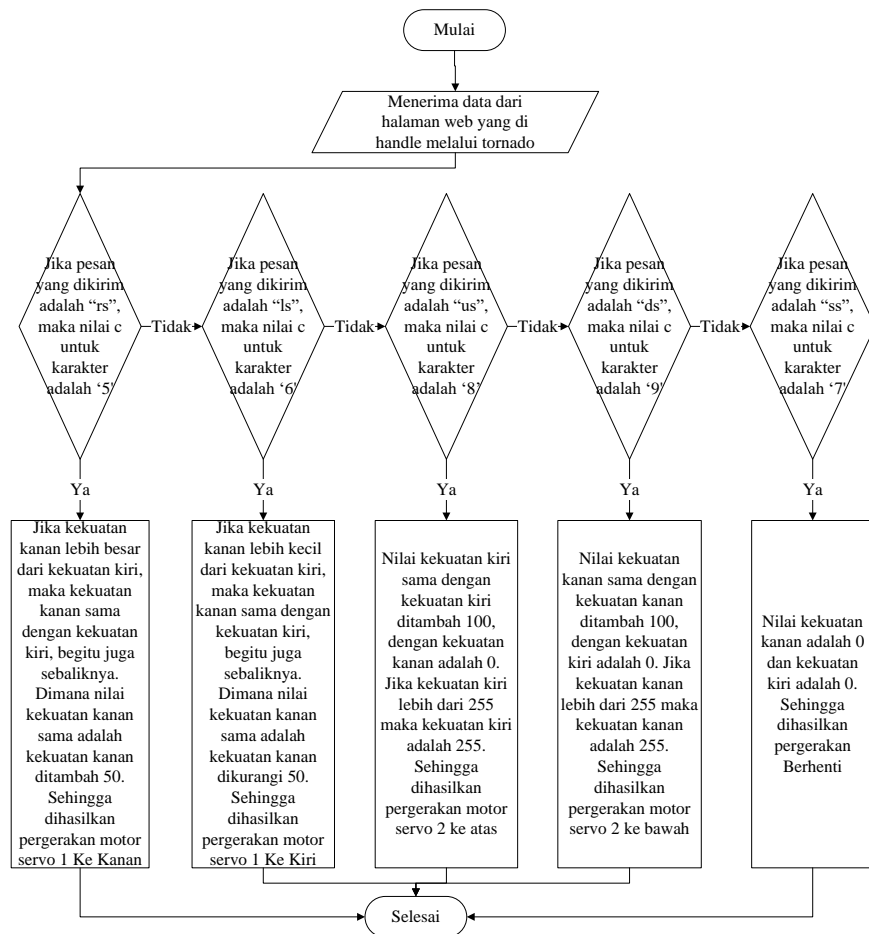 Mulai
Menerima data dari
halaman web yang di
handle melalui tornado
Jika pesan
yang dikirim
adalah “rs”,
maka nilai c
untuk
karakter
adalah ‘5'
Tidak
Jika pesan
yang dikirim
adalah “ls”,
maka nilai c
untuk
karakter
adalah ‘6'
Tidak
Jika pesan
yang dikirim
adalah “us”,
maka nilai c
untuk
karakter
adalah ‘8’
Tidak
Jika pesan
yang dikirim
adalah “ds”,
maka nilai c
untuk
karakter
adalah ‘9'
Tidak
Jika pesan
yang dikirim
adalah “ss”,
maka nilai c
untuk
karakter
adalah ‘7'
Ya
Ya
Ya
Ya
Ya
Jika kekuatan
kanan lebih besar
dari kekuatan kiri,
maka kekuatan
kanan sama
dengan kekuatan
kiri, begitu juga
sebaliknya.
Dimana nilai
kekuatan kanan
sama adalah
kekuatan kanan
ditambah 50.
Sehingga
dihasilkan
pergerakan motor
servo 1 Ke Kanan
Jika kekuatan
kanan lebih kecil
dari kekuatan kiri,
maka kekuatan
kanan sama dengan
kekuatan kiri,
begitu juga
sebaliknya.
Dimana nilai
kekuatan kanan
sama adalah
kekuatan kanan
dikurangi 50.
Sehingga
dihasilkan
pergerakan motor
servo 1 Ke Kiri
Nilai kekuatan kiri
sama dengan
kekuatan kiri
ditambah 100,
dengan kekuatan
kanan adalah 0.
Jika kekuatan kiri
lebih dari 255
maka kekuatan kiri
adalah 255.
Sehingga
dihasilkan
pergerakan motor
servo 2 ke atas
Nilai kekuatan
kanan sama dengan
kekuatan kanan
ditambah 100,
dengan kekuatan
kiri adalah 0. Jika
kekuatan kanan
lebih dari 255 maka
kekuatan kanan
adalah 255.
Sehingga
dihasilkan
pergerakan motor
servo 2 ke bawah
Nilai kekuatan
kanan adalah 0
dan kekuatan
kiri adalah 0.
Sehingga
dihasilkan
pergerakan
Berhenti
Selesai